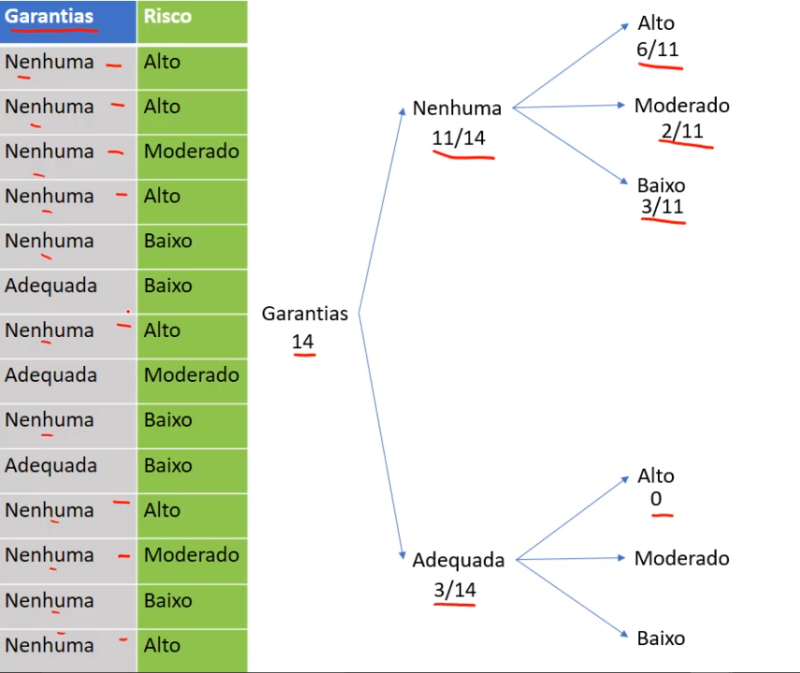 Garantias Risco
Nenhuma Alto
Nenhuma Alto
Nenhuma Moderado
Nenhuma Alto
Nenhuma Baixo
Adequada Baixo
Nenhuma Alto
Adequada Moderado
Nenhuma Baixo
Adequada Baixo
Nenhuma Alto
Nenhuma Moderado
Nenhuma Baixo
Nenhuma Alto
Garantias
14
Nenhuma
11/14
Alto
6/11
Moderado
2/11
Baixo
3/11
Adequada
3/14
Alto
0
Moderado
Baixo